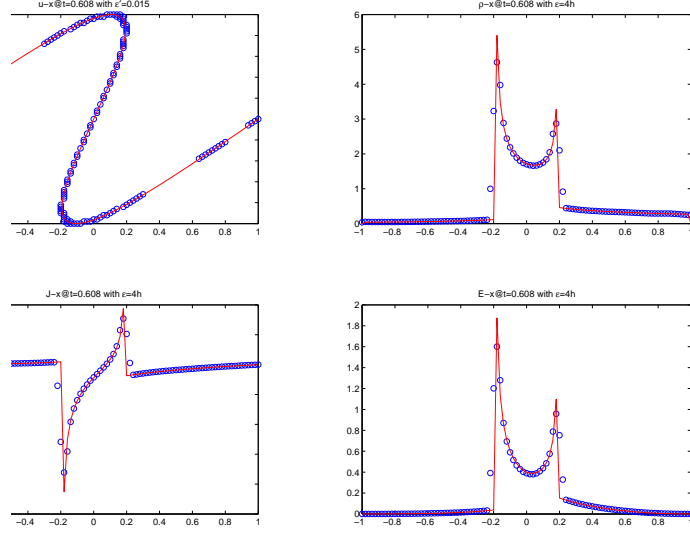 u−x@t=0.608 with ε'=0.015
−0.4 −0.2 0 0.2 0.4 0.6 0.8 1
ρ−x@t=0.608 with ε=4h
6
5
4
3
2
1
0
−1 −0.8 −0.6 −0.4 −0.2 0 0.2 0.4 0.6 0.8 1
J−x@t=0.608 with ε=4h
−0.4 −0.2 0 0.2 0.4 0.6 0.8 1
E−x@t=0.608 with ε=4h
2
1.8
1.6
1.4
1.2
1
0.8
0.6
0.4
0.2
0
−1 −0.8 −0.6 −0.4 −0.2 0 0.2 0.4 0.6 0.8 1